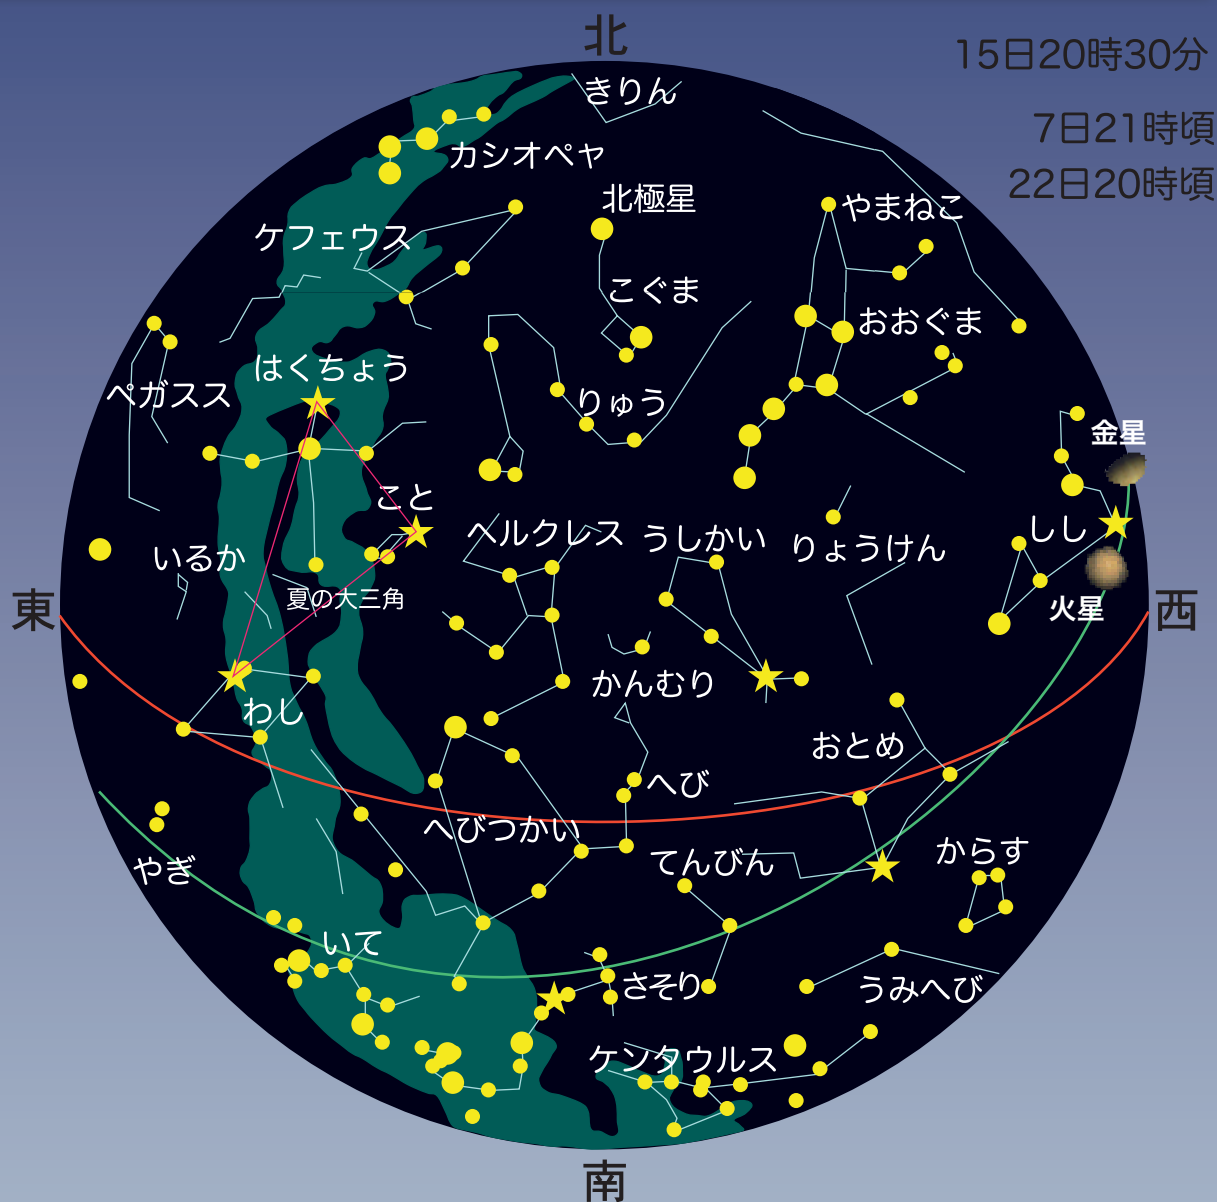 北
15日20時30分
7日21時頃
22日20時頃
きりん
カシオペヤ
北極星
やまねこ
ケフェウス
こぐま
おおぐま
はくちょう
ペガスス
りゅう
金星
こと
ヘルクレス
うしかい
りょうけん
しし
いるか
夏の大三角
火星
東
西
かんむり
わし
おとめ
へび
へびつかい
てんびん
からす
やぎ
いて
さそり
うみへび
ケンタウルス
南